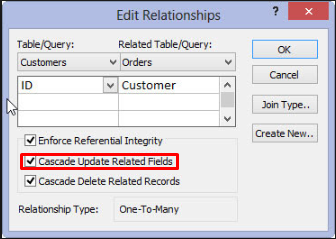 Edit Relationships
?
Table/Query:
Related Table/Query:
OK
Customers
Orders
Cancel
ID
Customer
Join Type..
Enforce Referential Integrity
Create New..
Cascade Update Related Fields
Cascade Delete Related Records
Relationship Type:
One-To-Many